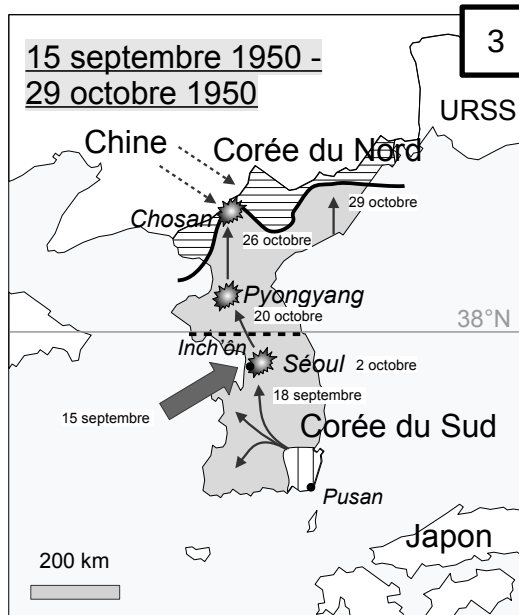 3
15 septembre 1950 -
29 octobre 1950
URSS
Chine
Corée du Nord
Chosan
29 octobre
26 octobre
Pyongyang
20 octobre
38°N
Inch'ôn
Séoul
2 octobre
18 septembre
15 septembre
Corée du Sud
Pusan
Japon
200 km